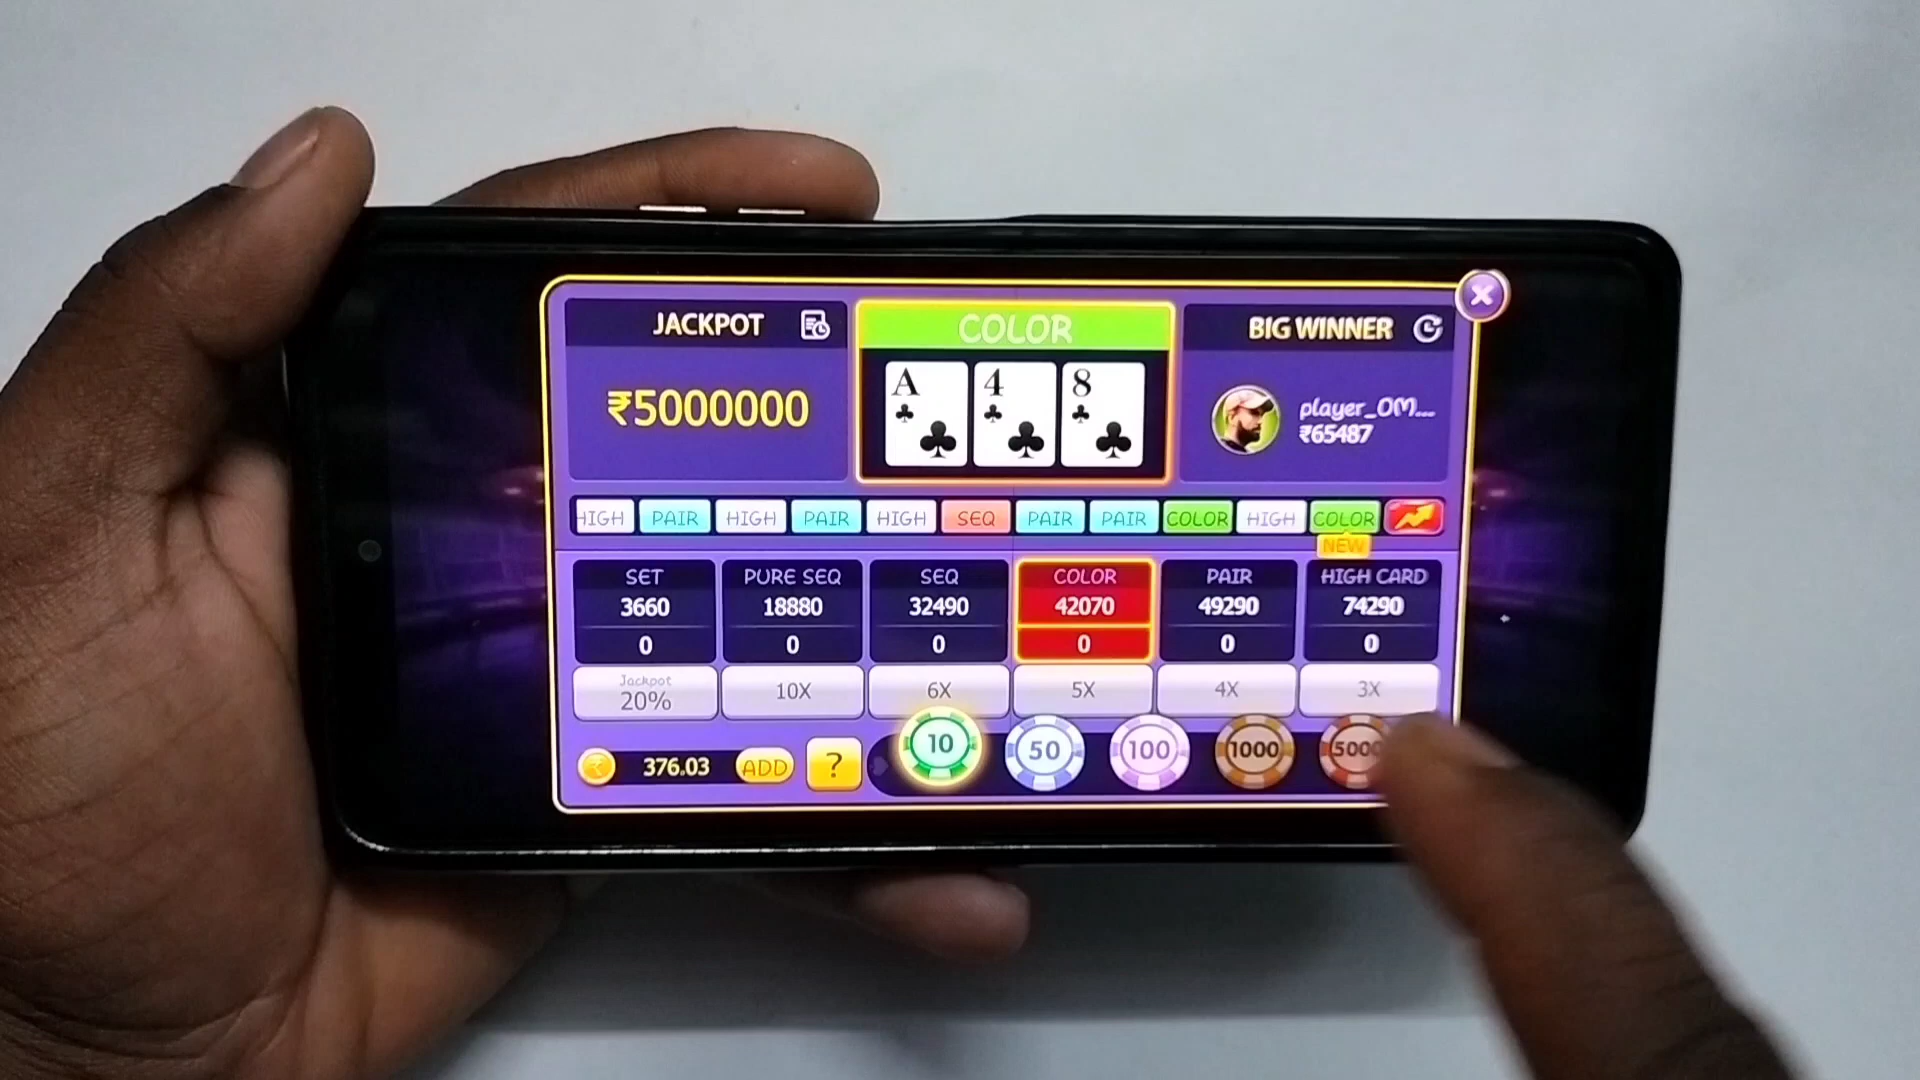 JACKPOT
₹5000000
COLOR
A 4 8
BIG WINNER
player_OM...
₹65487
HIGH PAIR HIGH PAIR HIGH SEQ PAIR PAIR COLOR HIGH COLOR
NEW
SET PURE SEQ SEQ COLOR PAIR HIGH CARD
3660 18880 32490 42070 49290 74290
0 0 0 0 0 0
Jackpot
20% 10X 6X 5X 4X 3X
376.03 ADD ? 10 50 100 1000 5000